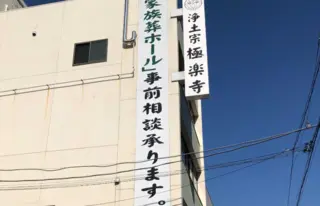 家族葬ホール」事前相談承ります。
浄土宗 極楽寺